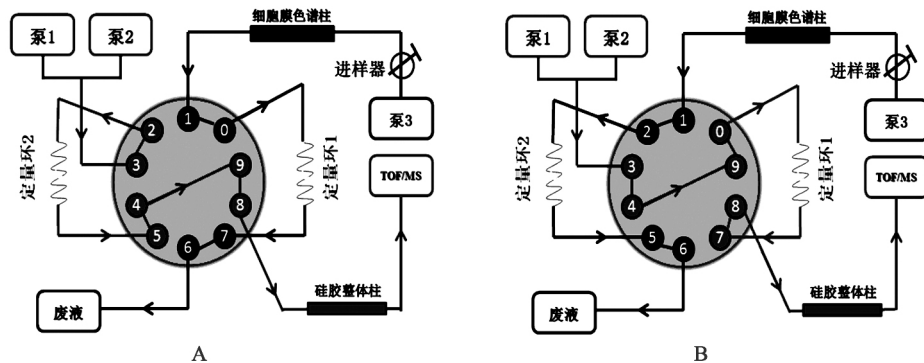 细胞膜色谱柱
泵1
泵2
进样器
泵3
1
2
0
3
9
4
8
5
7
6
定量环2
定量环1
TOF/MS
硅胶整体柱
废液
A
细胞膜色谱柱
泵1
泵2
进样器
泵3
1
2
0
3
9
4
8
5
7
6
定量环2
定量环1
TOF/MS
硅胶整体柱
废液
B